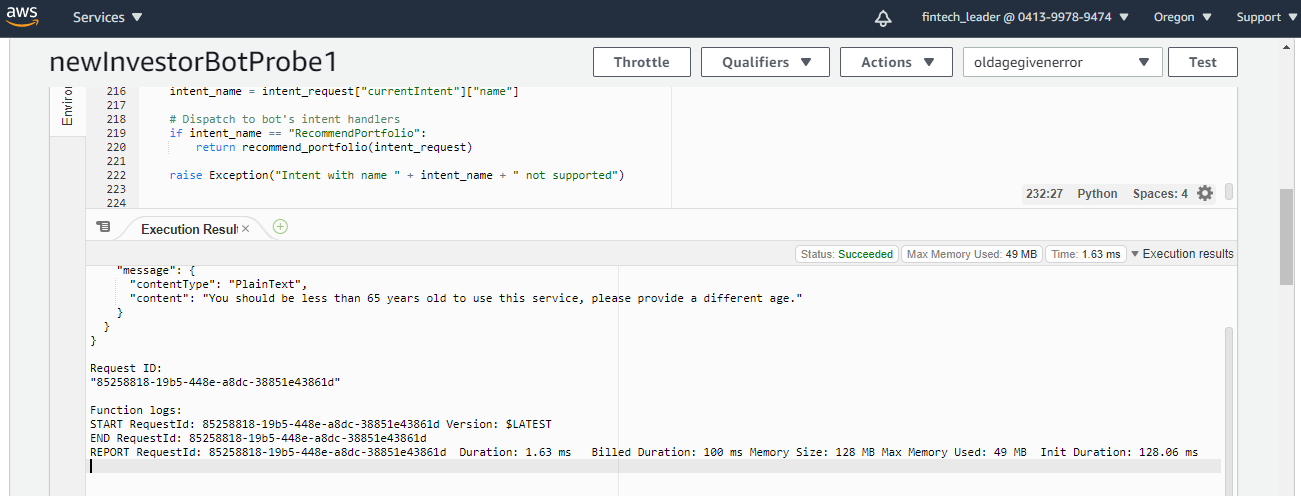 aws Services fintech_leader @ 0413-9978-9474 Oregon Support
newInvestorBotProbe1 Throttle Qualifiers Actions oldagegivenerror Test
216 intent_name = intent_request["currentIntent"]["name"]
217
218 # Dispatch to bot's intent handlers
219 if intent_name == "RecommendPortfolio":
220 return recommend_portfolio(intent_request)
221
222 raise Exception("Intent with name " + intent_name + " not supported")
223
224
232:27 Python Spaces: 4
Execution Result
Status: Succeeded Max Memory Used: 49 MB Time: 1.63 ms Execution results
"message": {
"contentType": "PlainText",
"content": "You should be less than 65 years old to use this service, please provide a different age."
}
}
}
Request ID:
"85258818-19b5-448e-a8dc-38851e43861d"
Function logs:
START RequestId: 85258818-19b5-448e-a8dc-38851e43861d Version: $LATEST
END RequestId: 85258818-19b5-448e-a8dc-38851e43861d
REPORT RequestId: 85258818-19b5-448e-a8dc-38851e43861d Duration: 1.63 ms Billed Duration: 100 ms Memory Size: 128 MB Max Memory Used: 49 MB Init Duration: 128.06 ms